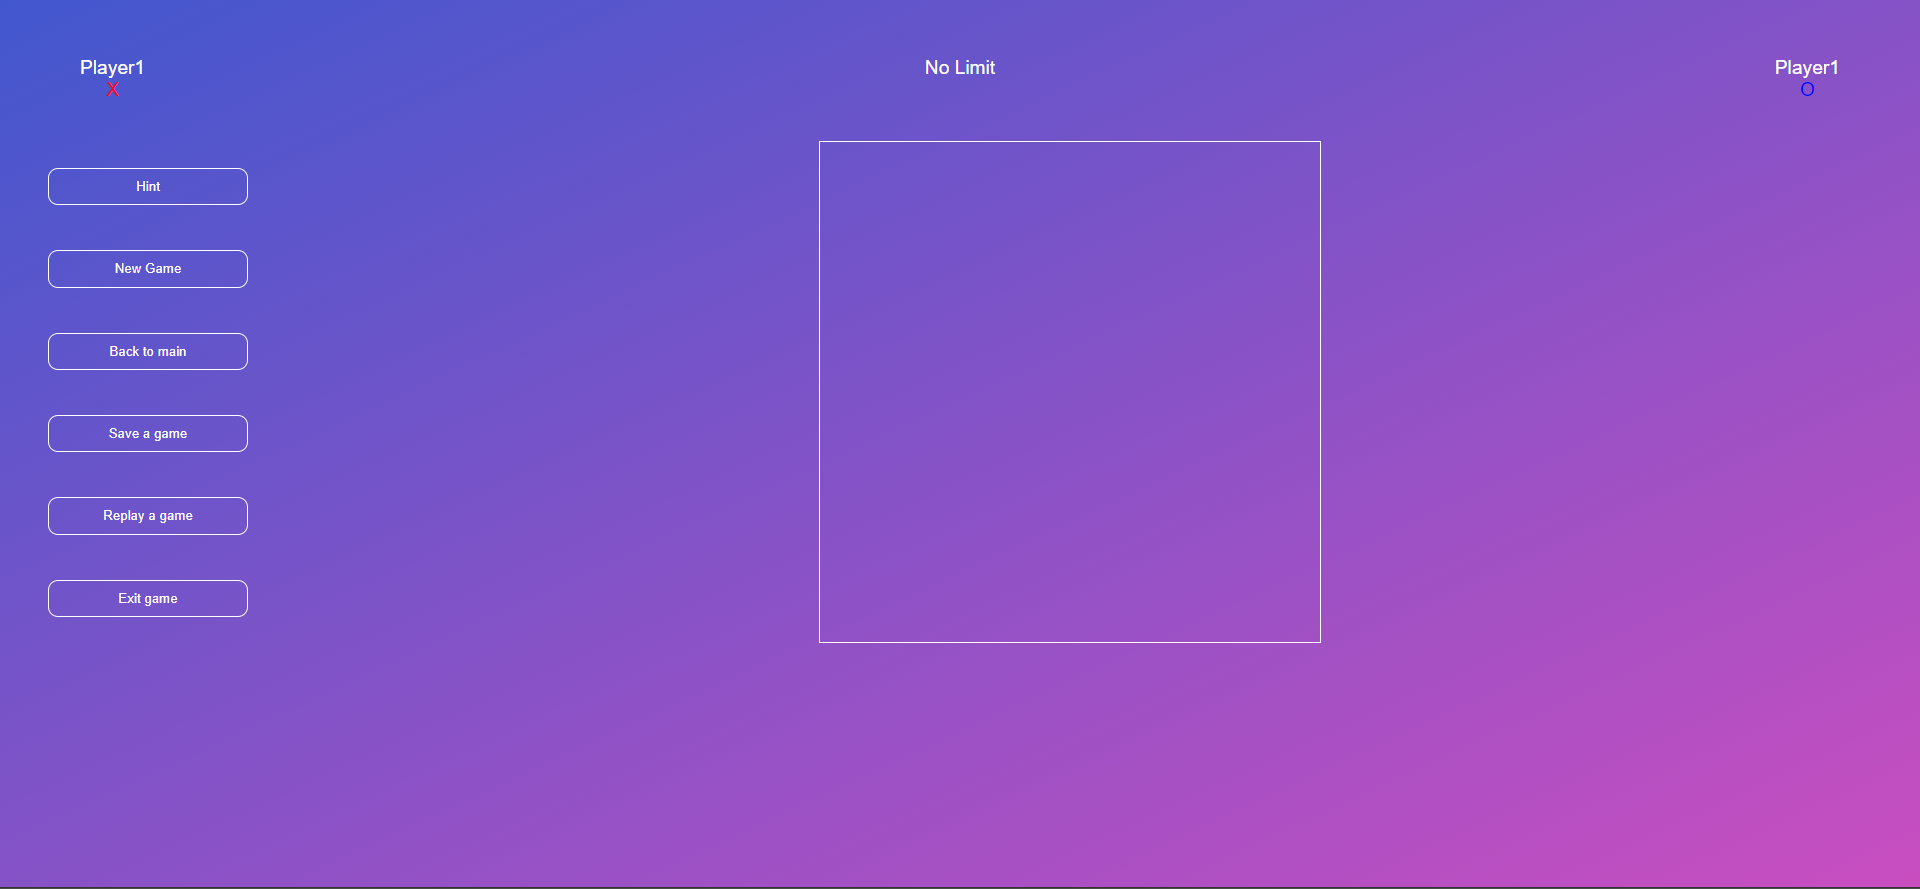 Player1
X
No Limit
Player1
O
Hint
New Game
Back to main
Save a game
Replay a game
Exit game